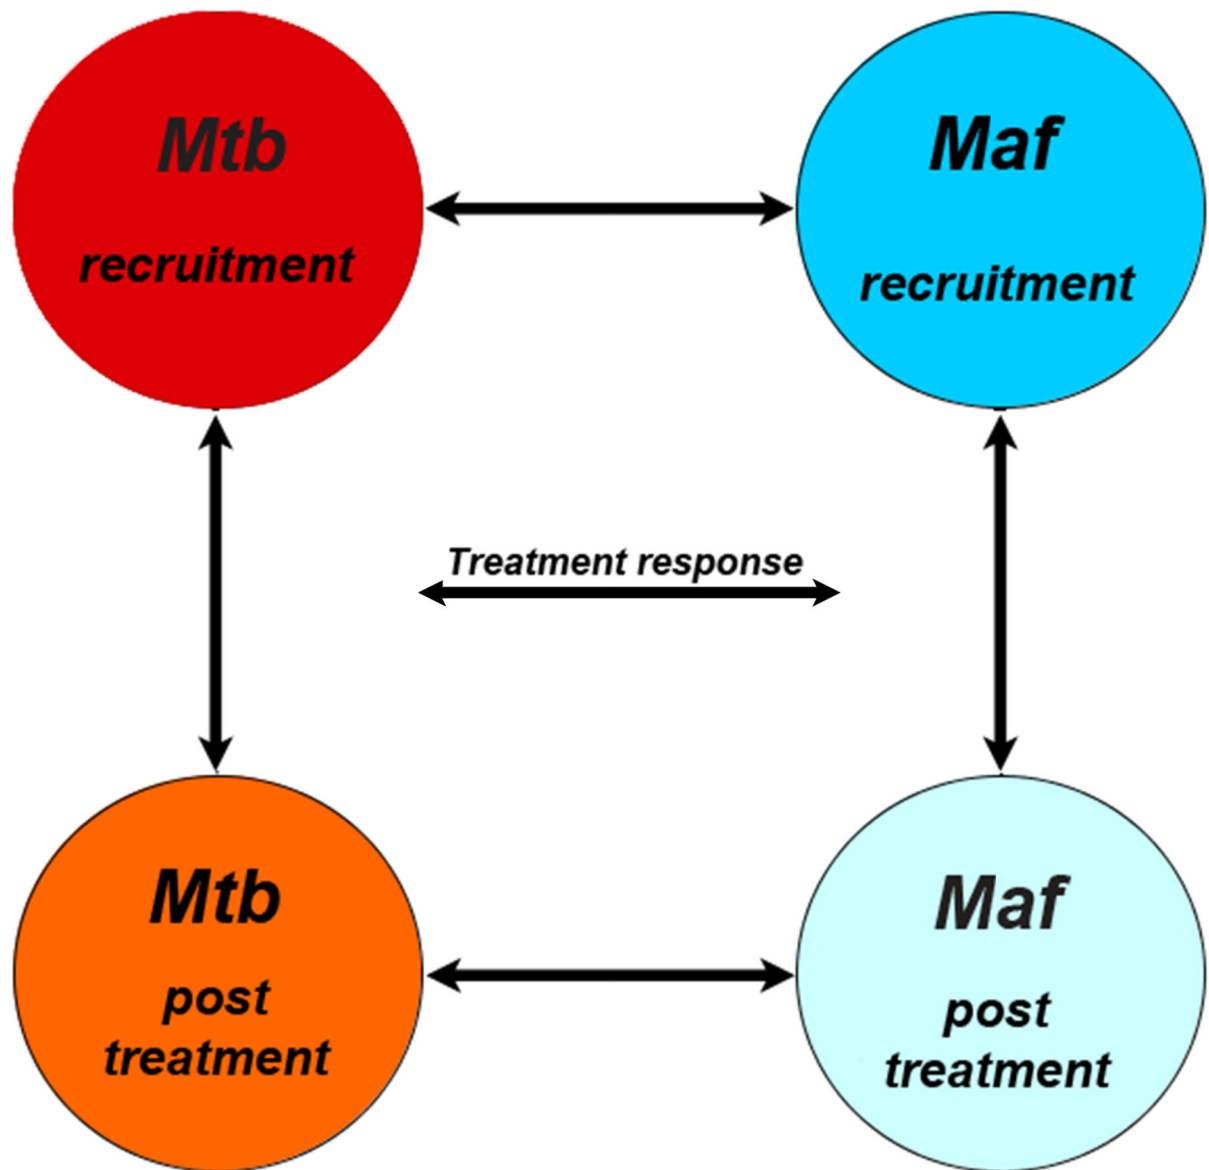 Mtb
recruitment
Maf
recruitment
Treatment response
Mtb
post
treatment
Maf
post
treatment